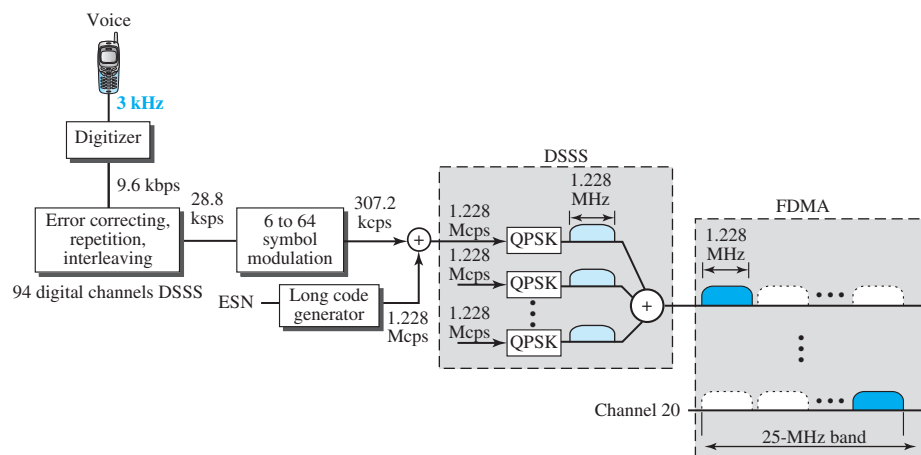 Voice
3 kHz
Digitizer
9.6 kbps
Error correcting,
repetition,
interleaving
94 digital channels DSSS
28.8
ksps
6 to 64
symbol
modulation
307.2
kcps
+
ESN
Long code
generator
1.228
Mcps
DSSS
1.228
MHz
1.228
Mcps
QPSK
1.228
Mcps
QPSK
1.228
Mcps
QPSK
+
FDMA
1.228
MHz
Channel 20
25-MHz band